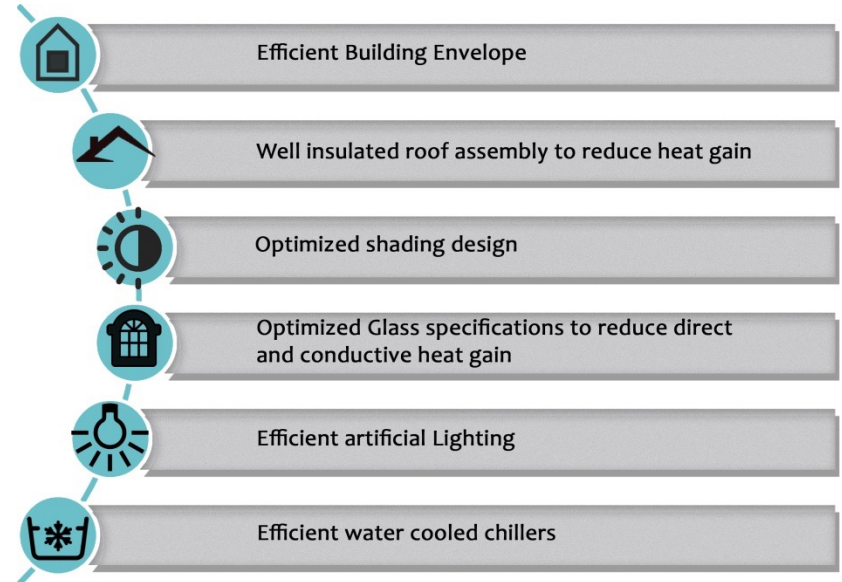 Efficient Building Envelope
Well insulated roof assembly to reduce heat gain
Optimized shading design
Optimized Glass specifications to reduce direct
and conductive heat gain
Efficient artificial Lighting
Efficient water cooled chillers